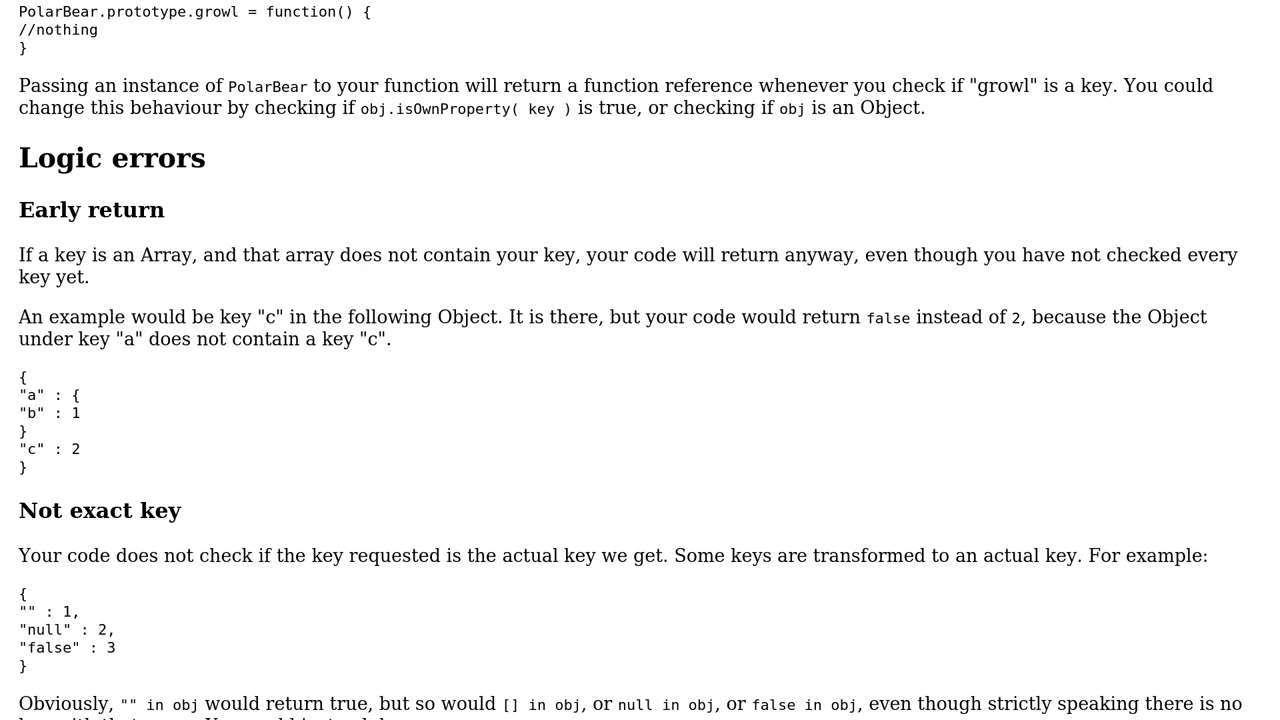 PolarBear.prototype.growl = function() {
//nothing
}
Passing an instance of PolarBear to your function will return a function reference whenever you check if "growl" is a key. You could
change this behaviour by checking if obj.isOwnProperty( key ) is true, or checking if obj is an Object.
Logic errors
Early return
If a key is an Array, and that array does not contain your key, your code will return anyway, even though you have not checked every
key yet.
An example would be key "c" in the following Object. It is there, but your code would return false instead of 2, because the Object
under key "a" does not contain a key "c".
{
"a" : {
"b" : 1
}
"c" : 2
}
Not exact key
Your code does not check if the key requested is the actual key we get. Some keys are transformed to an actual key. For example:
{
"" : 1,
"null" : 2,
"false" : 3
}
Obviously, "" in obj would return true, but so would [] in obj, or null in obj, or false in obj, even though strictly speaking there is no